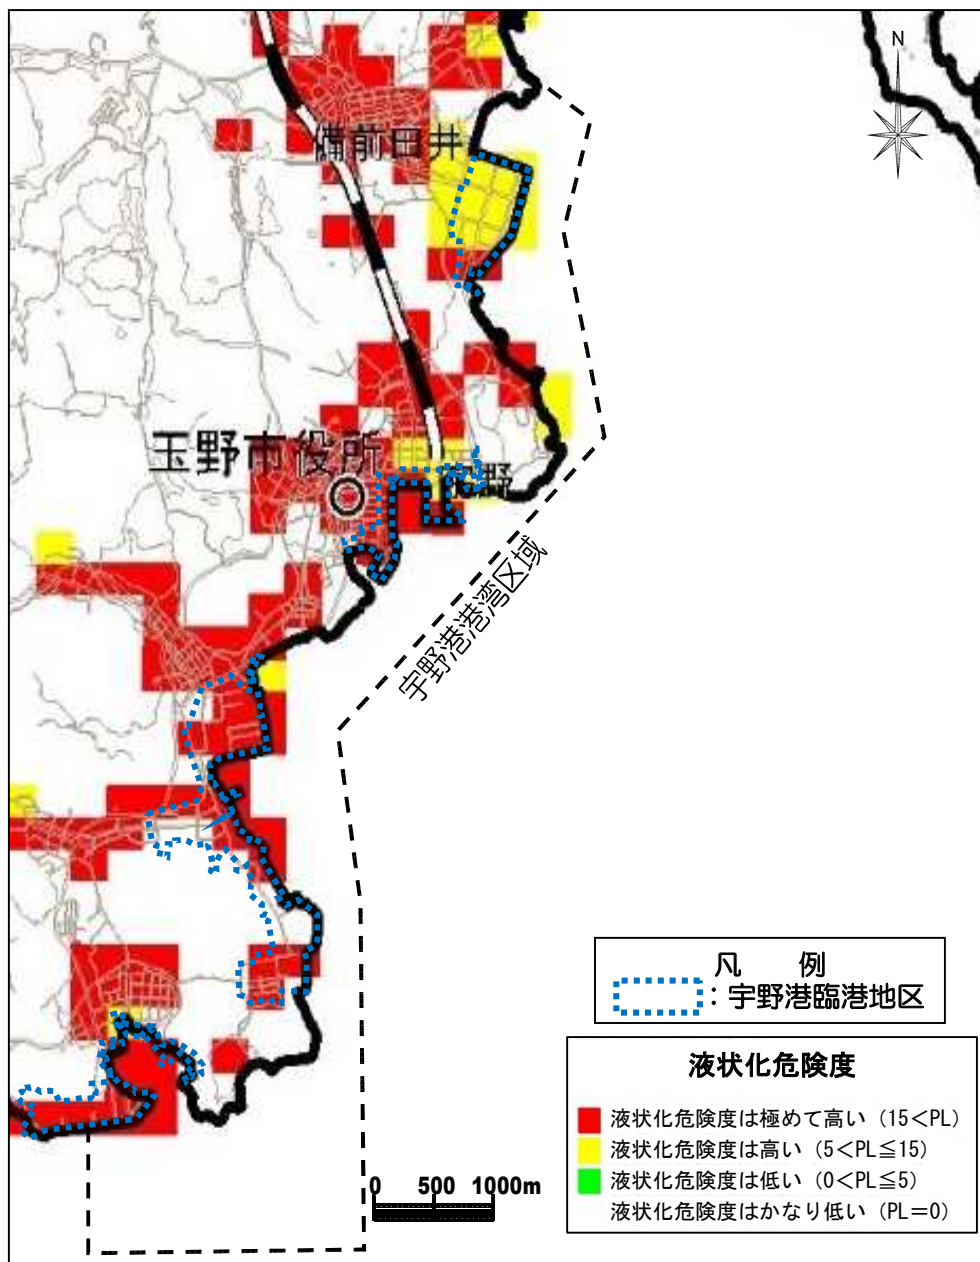 N
備前田井
玉野市役所
宇野
宇野港港湾区域
凡 例
：宇野港臨港地区
液状化危険度
液状化危険度は極めて高い（15<PL）
液状化危険度は高い（5<PL≦15）
液状化危険度は低い（0<PL≦5）
液状化危険度はかなり低い（PL＝0）
0 500 1000m